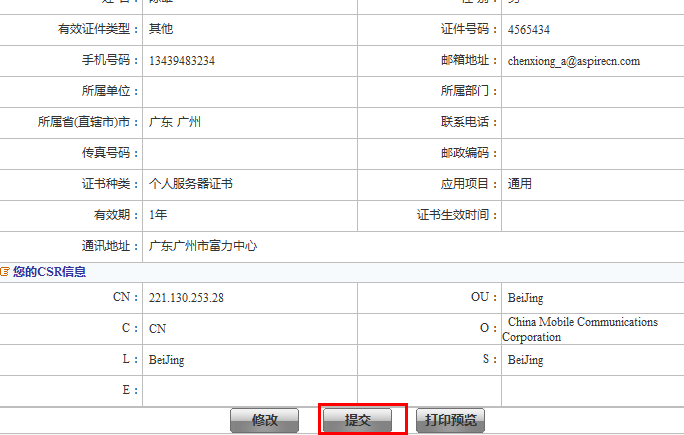 有效证件类型： 其他 证件号码： 4565434
手机号码： 13439483234 邮箱地址： chenxiong_a@aspirecn.com
所属单位： 所属部门：
所属省(直辖市)市： 广东 广州 联系电话：
传真号码： 邮政编码：
证书种类： 个人服务器证书 应用项目： 通用
有效期： 1年 证书生效时间：
通讯地址： 广东广州市富力中心
您的CSR信息
CN： 221.130.253.28 OU： BeiJing
C： CN O： China Mobile Communications
Corporation
L： BeiJing S： BeiJing
E：
修改 提交 打印预览